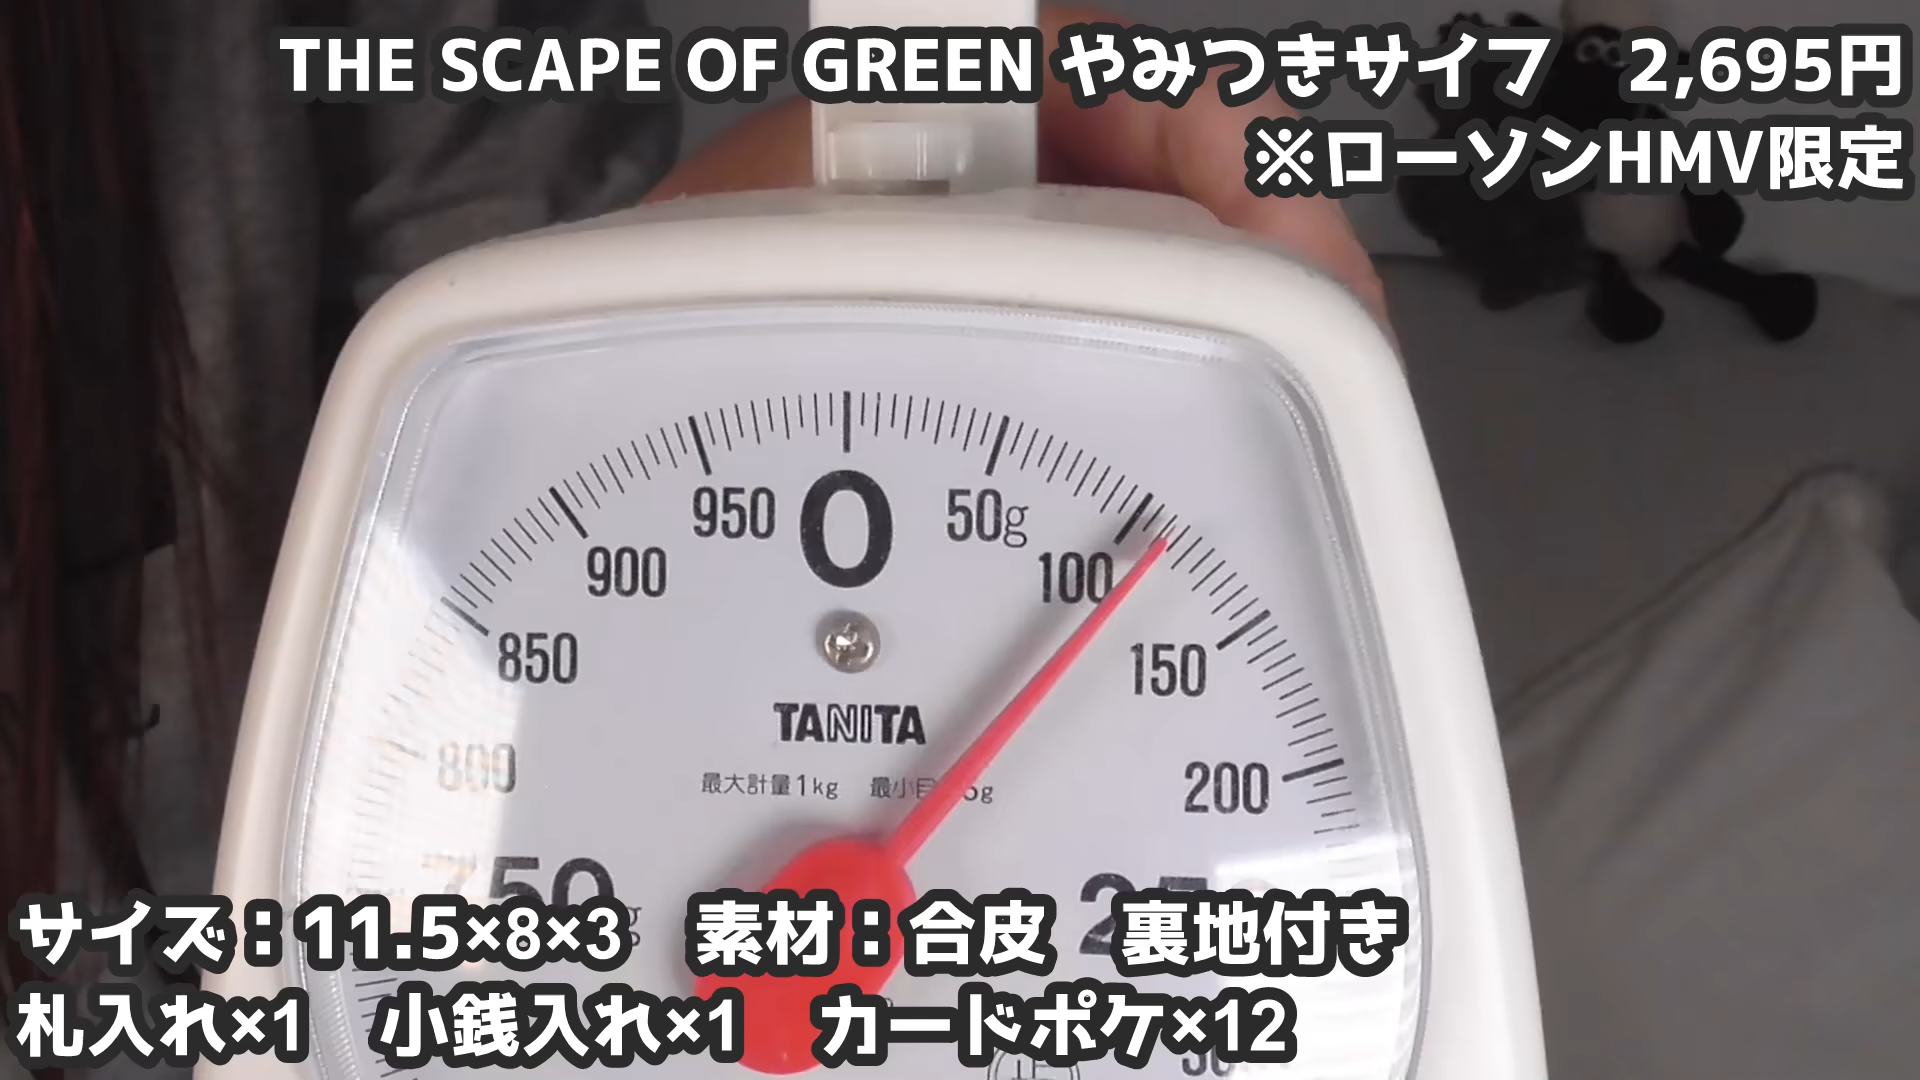 THE SCAPE OF GREEN やみつきサイフ　2,695円
※ローソンHMV限定
950
0
50g
900
100
850
150
TANITA
800
200
最大計量1kg
サイズ：11.5×8×3　素材：合皮　裏地付き
札入れ×1　小銭入れ×1　カードポケ×12